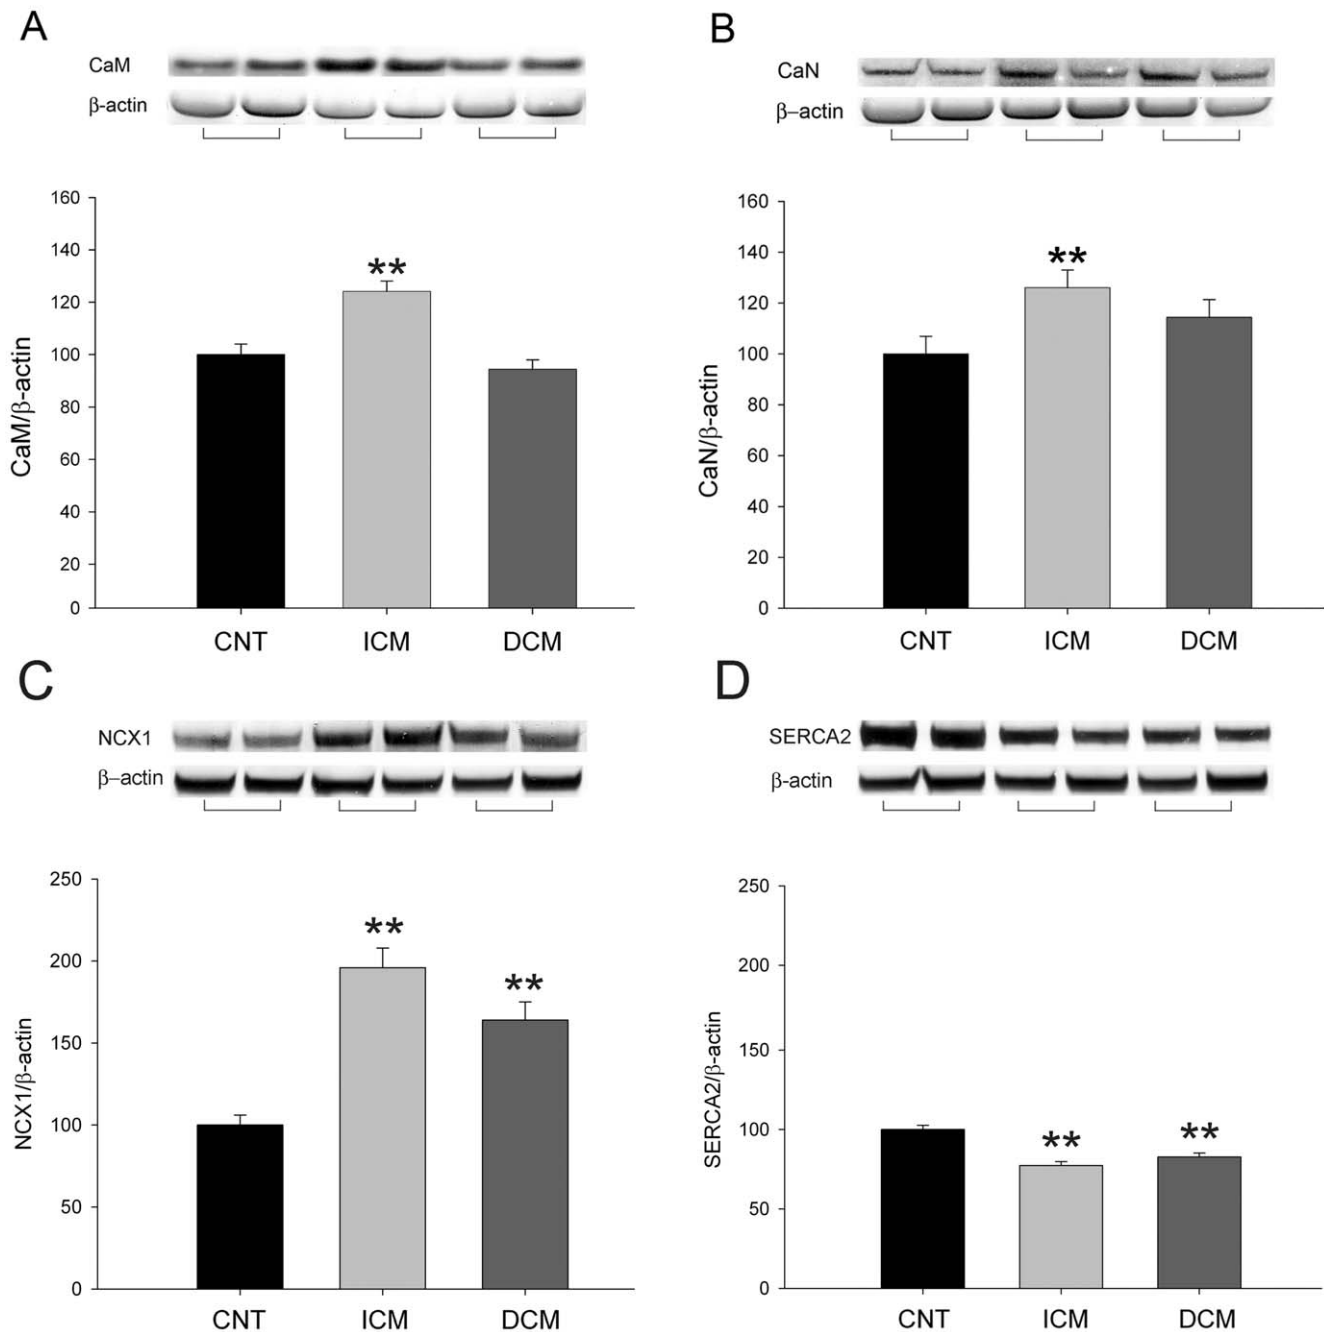 A
CaM
β-actin
160
140
120
100
80
60
40
20
0
CaM/β-actin
**
CNT
ICM
DCM
B
CaN
β–actin
160
140
120
100
80
60
40
20
0
CaN/β-actin
**
CNT
ICM
DCM
C
NCX1
β–actin
250
200
150
100
50
0
NCX1/β-actin
**
**
CNT
ICM
DCM
D
SERCA2
β-actin
250
200
150
100
50
0
SERCA2/β-actin
**
**
CNT
ICM
DCM